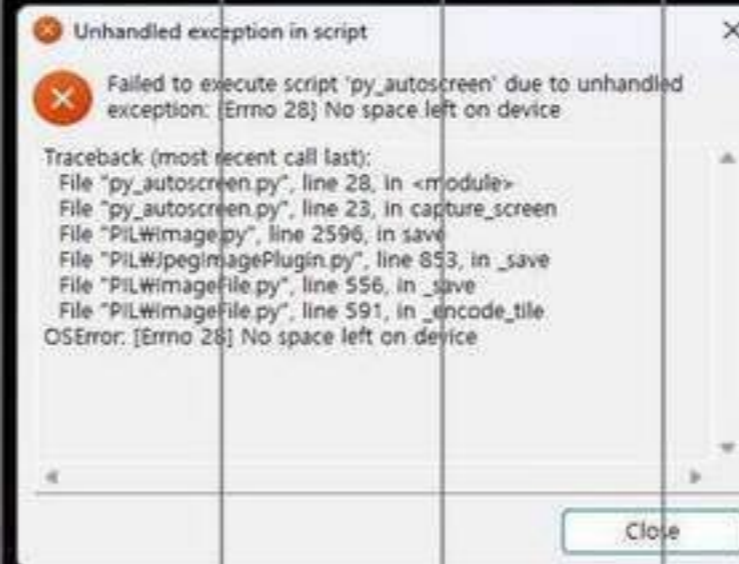 Unhandled exception in script
Failed to execute script 'py_autoscreen' due to unhandled
exception: [Errno 28] No space left on device
Traceback (most recent call last):
File "py_autoscreen.py", line 28, in <module>
File "py_autoscreen.py", line 23, in capture_screen
File "PIL₩Image.py", line 2596, in save
File "PIL₩JpegImagePlugin.py", line 853, in _save
File "PIL₩ImageFile.py", line 556, in _save
File "PIL₩ImageFile.py", line 591, in _encode_tile
OSError: [Errno 28] No space left on device
Close